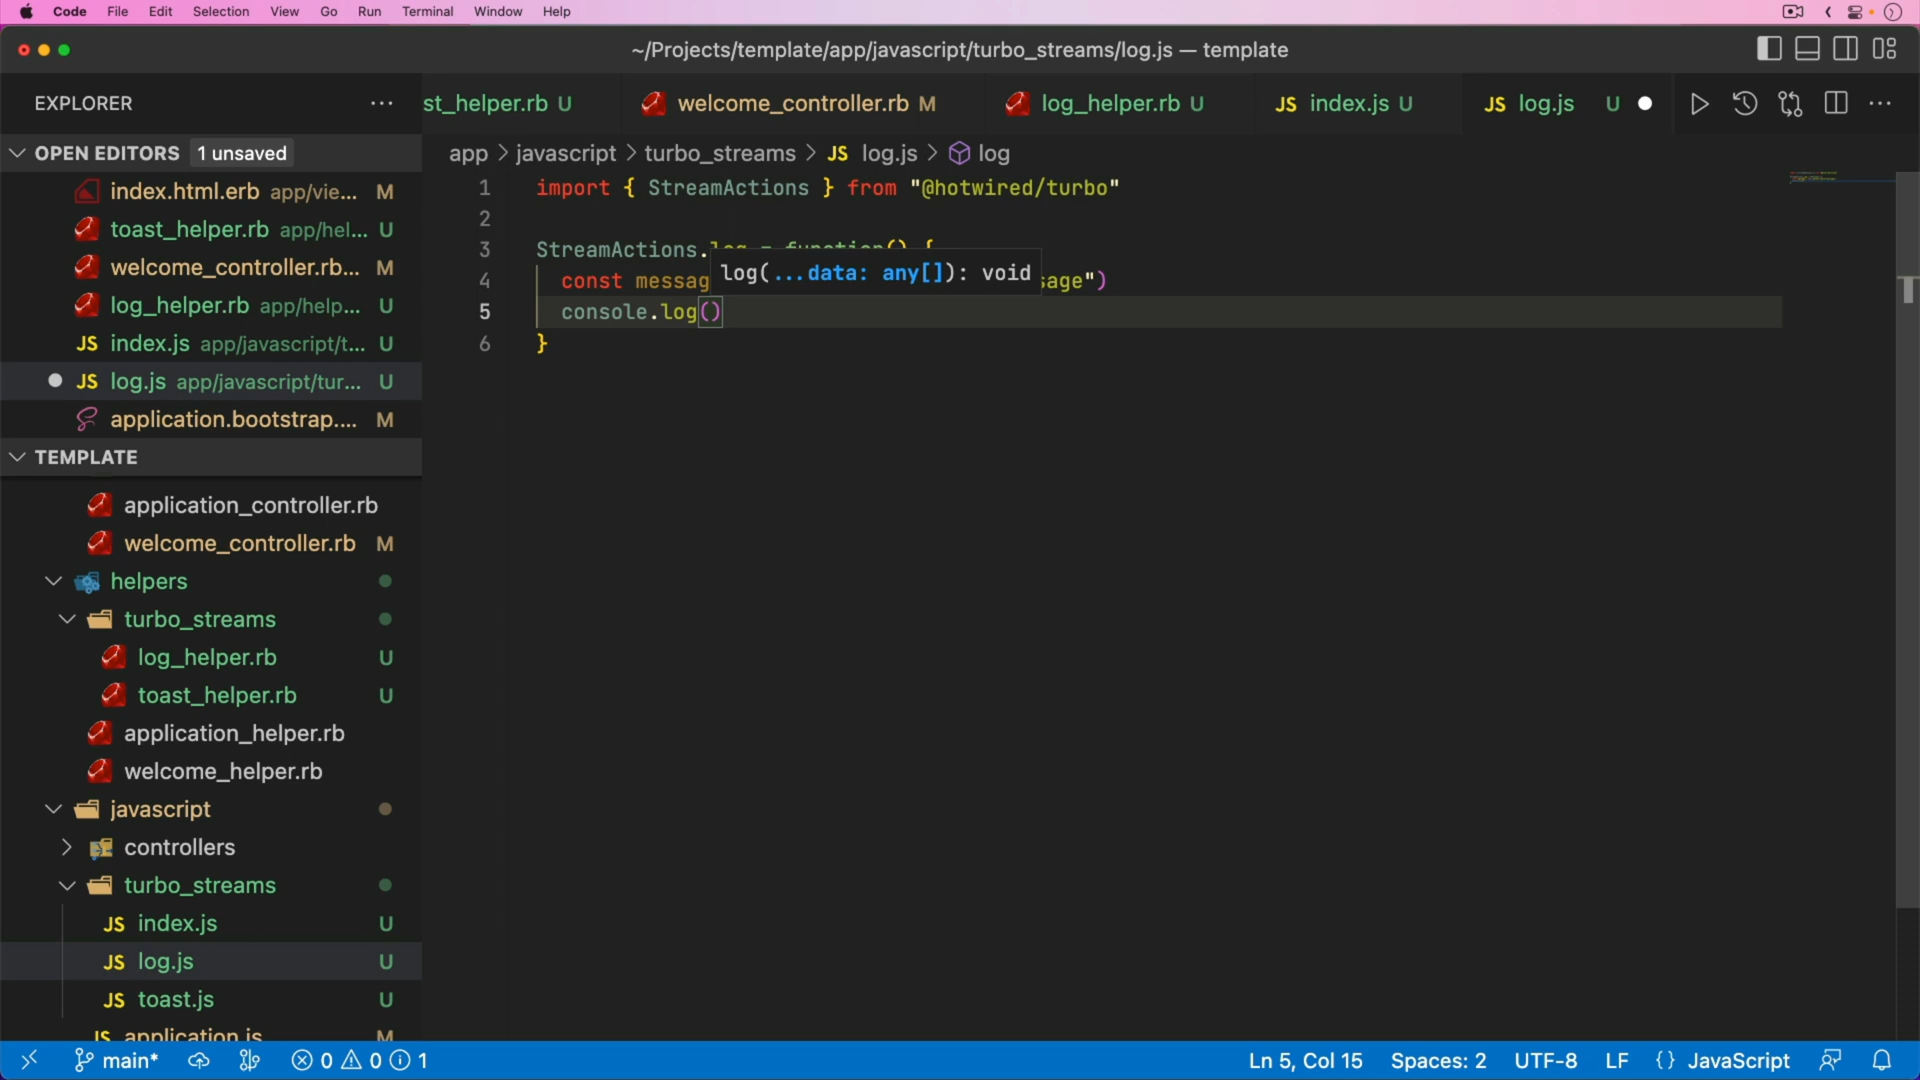 Code File Edit Selection View Go Run Terminal Window Help
~/Projects/template/app/javascript/turbo_streams/log.js — template
EXPLORER
OPEN EDITORS 1 unsaved
index.html.erb app/vie... M
toast_helper.rb app/hel... U
welcome_controller.rb... M
log_helper.rb app/help... U
index.js app/javascript/t... U
JS log.js app/javascript/tur... U
application.bootstrap.... M
TEMPLATE
application_controller.rb
welcome_controller.rb M
helpers
turbo_streams
log_helper.rb U
toast_helper.rb U
application_helper.rb
welcome_helper.rb
javascript
controllers
turbo_streams
JS index.js U
JS log.js U
JS toast.js U
JS application.js M
st_helper.rb U welcome_controller.rb M log_helper.rb U JS index.js U JS log.js U
app > javascript > turbo_streams > JS log.js > log
1 import { StreamActions } from "@hotwired/turbo"
2
3 StreamActions.log = function() {
log(...data: any[]): void
4 const messag sage")
5 console.log()
6 }
main* 0 0 1 Ln 5, Col 15 Spaces: 2 UTF-8 LF {} JavaScript